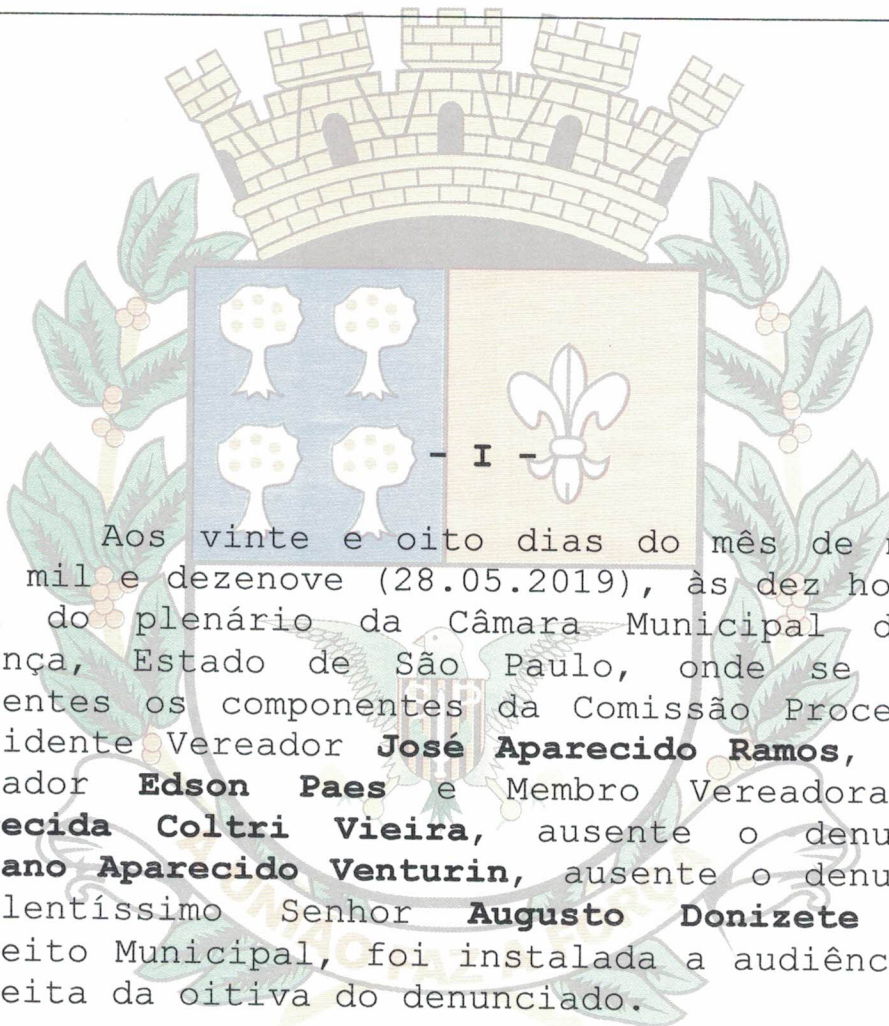 - I -
Aos vinte e oito dias do mês de
mil e dezenove (28.05.2019), às dez ho
do plenário da Câmara Municipal d
nça, Estado de São Paulo, onde se
entes os componentes da Comissão Proce
idente Vereador José Aparecido Ramos,
ador Edson Paes e Membro Vereadora
ecida Coltri Vieira, ausente o denu
ano Aparecido Venturin, ausente o denu
lentíssimo Senhor Augusto Donizete
eito Municipal, foi instalada a audiênc
eita da oitiva do denunciado.
A UNIÃO FAZ A FORÇA